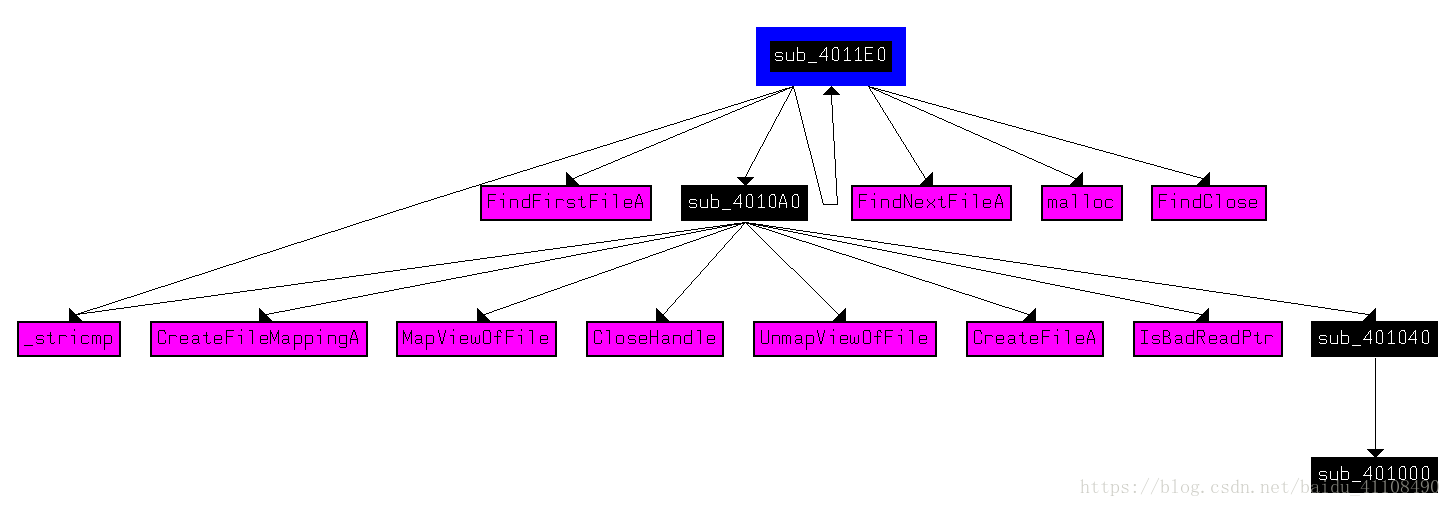 sub_4011E0
FindFirstFileA
sub_4010A0
FindNextFileA
malloc
FindClose
_stricmp
CreateFileMappingA
MapViewOfFile
CloseHandle
UnmapViewOfFile
CreateFileA
IsBadReadPtr
sub_401040
sub_401000
https://blog.csdn.net/baidu_41108490